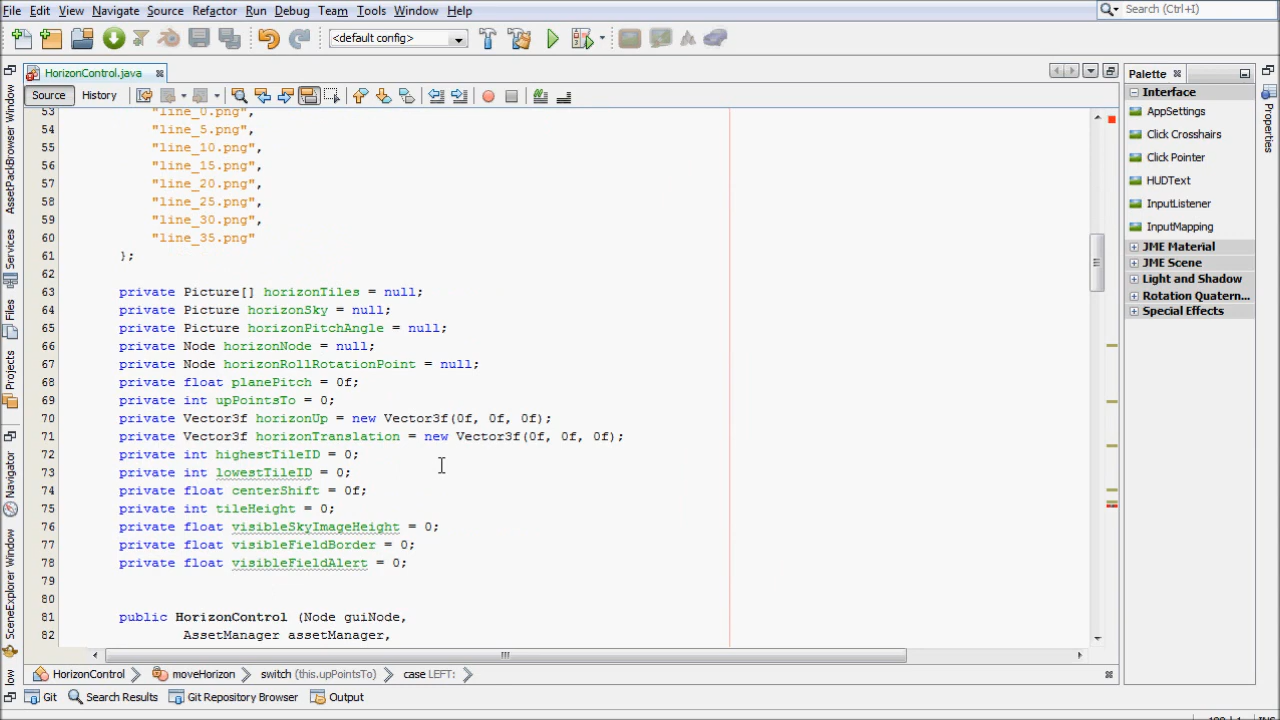 File Edit View Navigate Source Refactor Run Debug Team Tools Window Help
Search (Ctrl+I)
<default config>
HorizonControl.java
Source History
53 "line_0.png",
54 "line_5.png",
55 "line_10.png",
56 "line_15.png",
57 "line_20.png",
58 "line_25.png",
59 "line_30.png",
60 "line_35.png"
61 };
62
63 private Picture[] horizonTiles = null;
64 private Picture horizonSky = null;
65 private Picture horizonPitchAngle = null;
66 private Node horizonNode = null;
67 private Node horizonRollRotationPoint = null;
68 private float planePitch = 0f;
69 private int upPointsTo = 0;
70 private Vector3f horizonUp = new Vector3f(0f, 0f, 0f);
71 private Vector3f horizonTranslation = new Vector3f(0f, 0f, 0f);
72 private int highestTileID = 0;
73 private int lowestTileID = 0;
74 private float centerShift = 0f;
75 private int tileHeight = 0;
76 private float visibleSkyImageHeight = 0;
77 private float visibleFieldBorder = 0;
78 private float visibleFieldAlert = 0;
79
80
81 public HorizonControl (Node guiNode,
82 AssetManager assetManager,
HorizonControl moveHorizon switch (this.upPointsTo) case LEFT:
Git Search Results Git Repository Browser Output
AssetPackBrowser Window
Services
Files
Projects
Navigator
SceneExplorer Window
Palette
Interface
AppSettings
Click Crosshairs
Click Pointer
HUDText
InputListener
InputMapping
JME Material
JME Scene
Light and Shadow
Rotation Quatern...
Special Effects
Properties